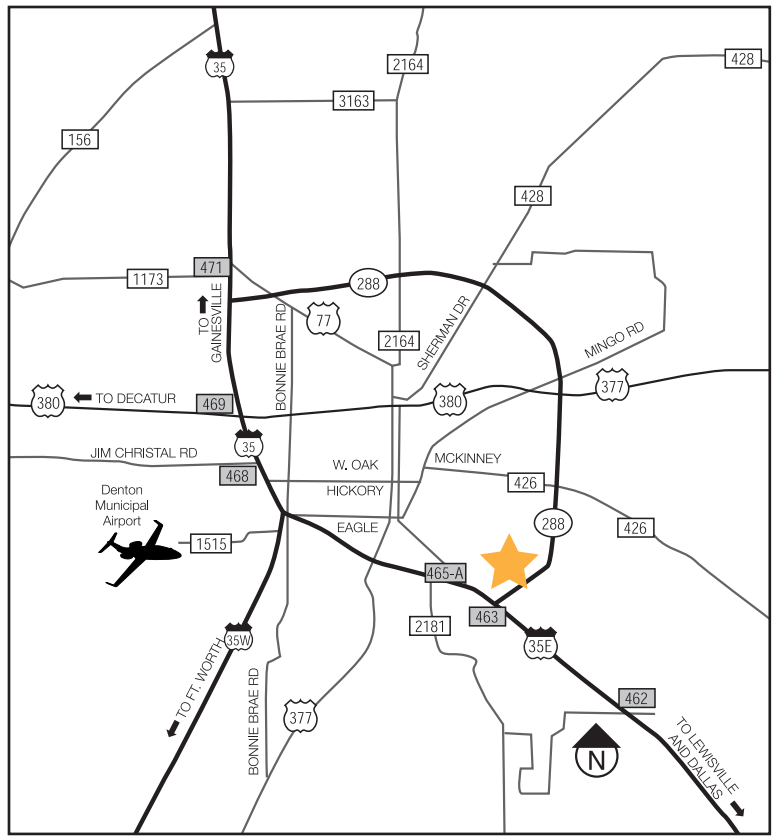 35
2164
428
3163
156
428
471
1173
288
TO
GAINESVILLE
BONNIE BRAE RD
77
SHERMAN DR
2164
MINGO RD
377
380
TO DECATUR
469
380
35
JIM CHRISTAL RD
W. OAK
MCKINNEY
468
HICKORY
426
Denton
Municipal
Airport
EAGLE
288
426
1515
465-A
463
2181
35W
35E
TO FT. WORTH
BONNIE BRAE RD
462
377
TO LEWISVILLE
AND DALLAS
N